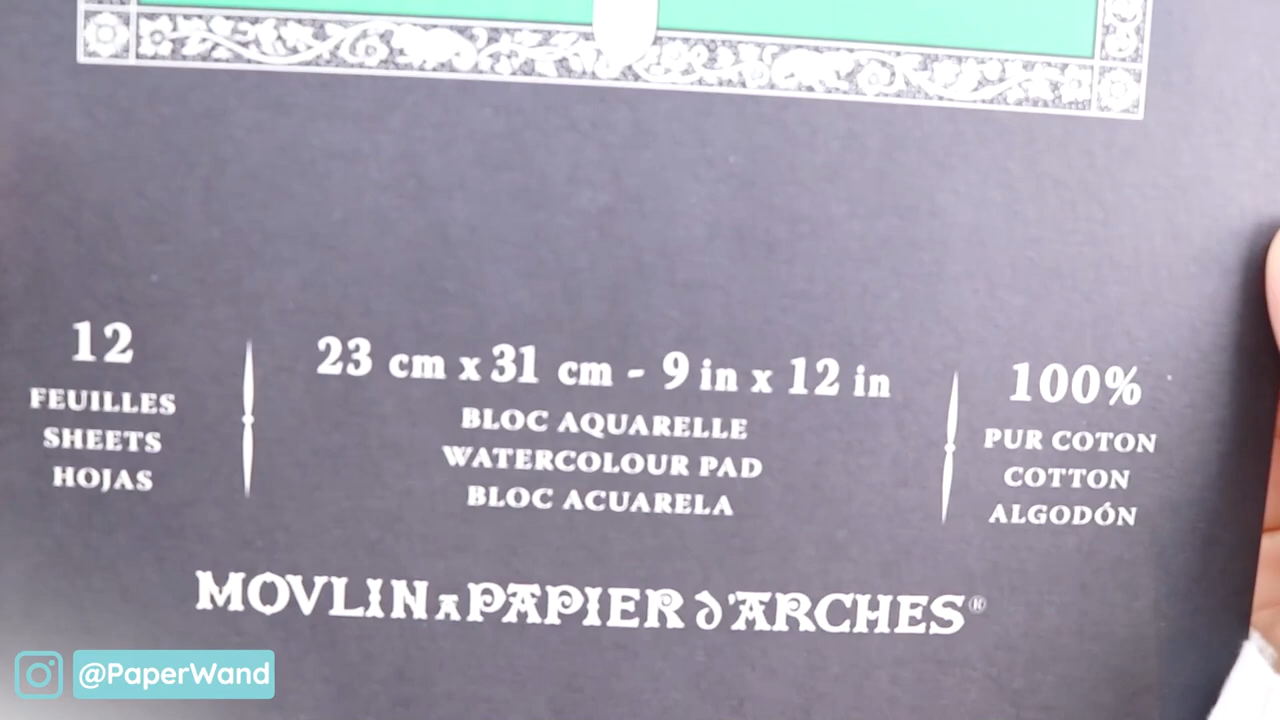 12
FEUILLES
SHEETS
HOJAS
23 cm x 31 cm - 9 in x 12 in
BLOC AQUARELLE
WATERCOLOUR PAD
BLOC ACUARELA
100%
PUR COTON
COTTON
ALGODÓN
MOVLIN A PAPIER d'ARCHES®
@PaperWand